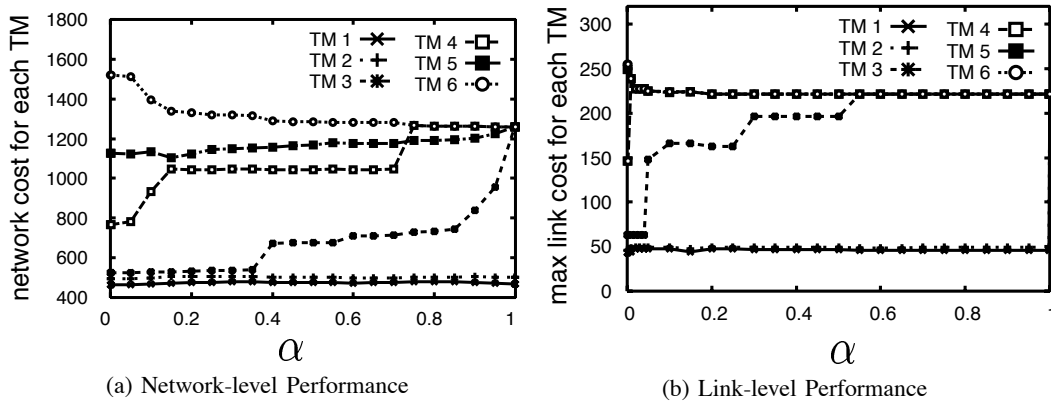 network cost for each TM
1800
1600
1400
1200
1000
800
600
400
0
0.2
0.4
0.6
0.8
1
TM 1
TM 2
TM 3
TM 4
TM 5
TM 6
α
(a) Network-level Performance
max link cost for each TM
300
250
200
150
100
50
0
0
0.2
0.4
0.6
0.8
1
TM 1
TM 2
TM 3
TM 4
TM 5
TM 6
α
(b) Link-level Performance